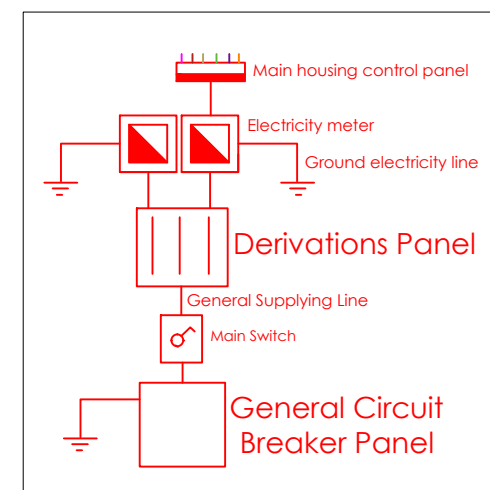 Main housing control panel
Electricity meter
Ground electricity line
Derivations Panel
General Supplying Line
Main Switch
General Circuit
Breaker Panel